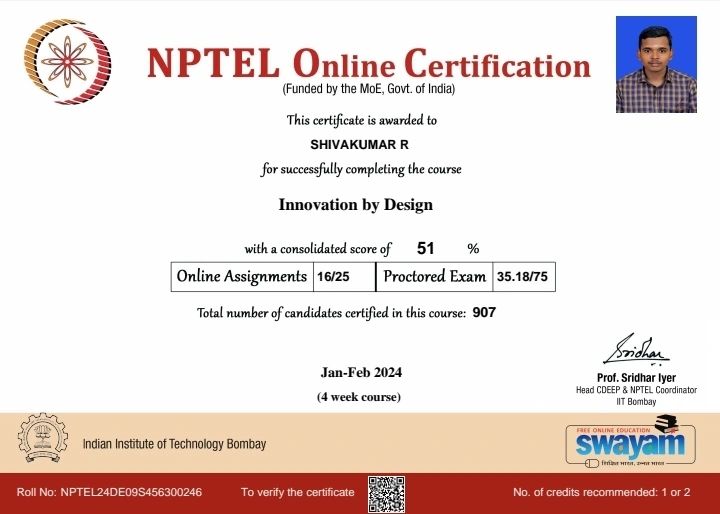 NPTEL Online Certification
(Funded by the MoE, Govt. of India)
This certificate is awarded to
SHIVAKUMAR R
for successfully completing the course
Innovation by Design
with a consolidated score of 51 %
Online Assignments 16/25 Proctored Exam 35.18/75
Total number of candidates certified in this course: 907
Jan-Feb 2024
(4 week course)
Sridhar
Prof. Sridhar Iyer
Head CDEEP & NPTEL Coordinator
IIT Bombay
Indian Institute of Technology Bombay
FREE ONLINE EDUCATION
swayam
शिक्षित भारत, उन्नत भारत
Roll No: NPTEL24DE09S456300246 To verify the certificate No. of credits recommended: 1 or 2